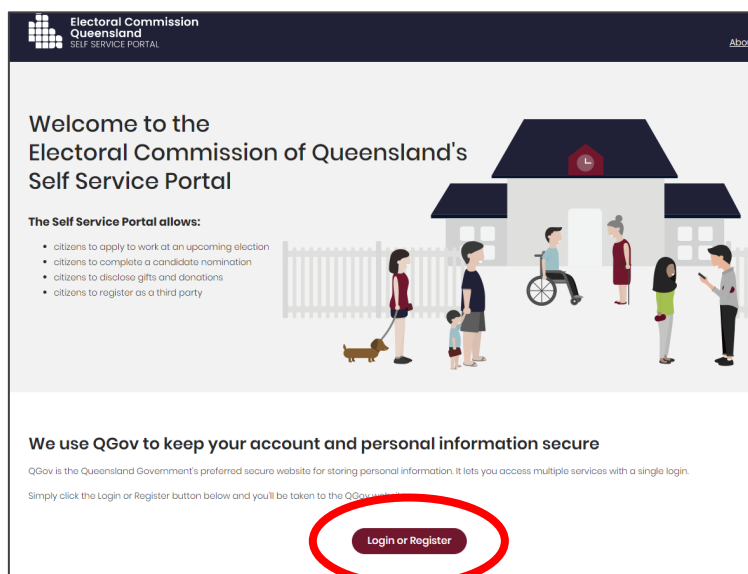 Electoral Commission
Queensland
SELF SERVICE PORTAL
Welcome to the
Electoral Commission of Queensland's
Self Service Portal
The Self Service Portal allows:
• citizens to apply to work at an upcoming election
• citizens to complete a candidate nomination
• citizens to disclose gifts and donations
• citizens to register as a third party
We use QGov to keep your account and personal information secure
QGov is the Queensland Government's preferred secure website for storing personal information. It lets you access multiple services with a single login.
Simply click the Login or Register button below and you'll be taken to the QGov
Login or Register